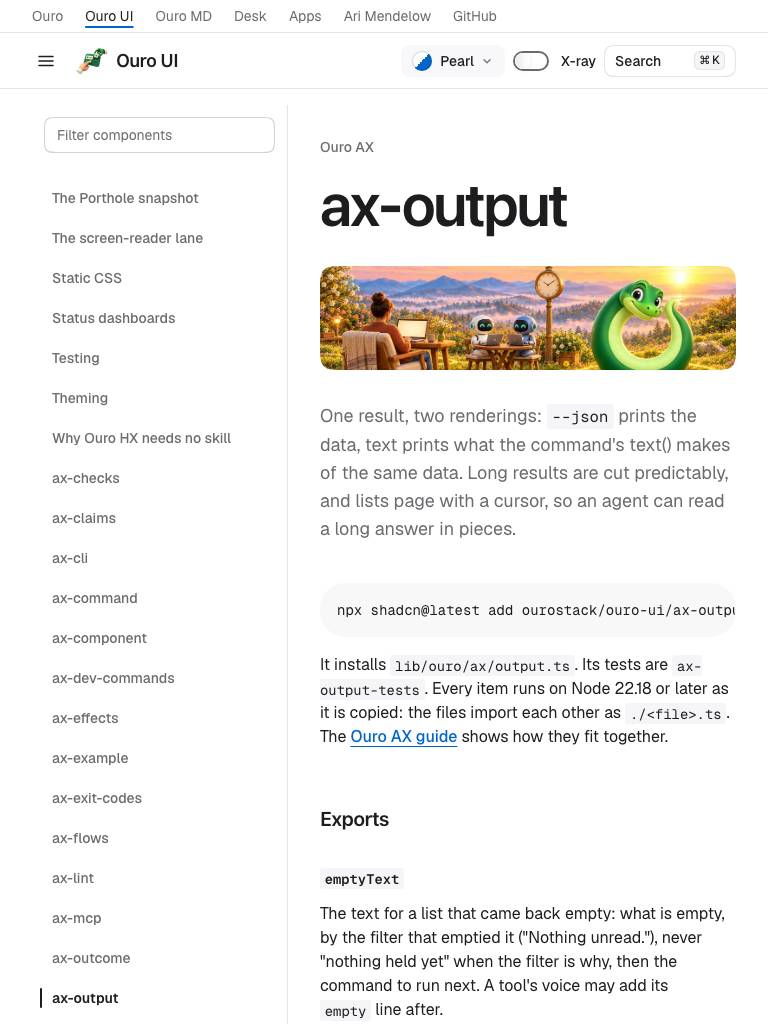 Ouro Ouro UI Ouro MD Desk Apps Ari Mendelow GitHub
Ouro UI
Pearl
X-ray
Search ⌘ K
Filter components
The Porthole snapshot
The screen-reader lane
Static CSS
Status dashboards
Testing
Theming
Why Ouro HX needs no skill
ax-checks
ax-claims
ax-cli
ax-command
ax-component
ax-dev-commands
ax-effects
ax-example
ax-exit-codes
ax-flows
ax-lint
ax-mcp
ax-outcome
ax-output
Ouro AX
ax-output
One result, two renderings: --json prints the
data, text prints what the command's text() makes
of the same data. Long results are cut predictably,
and lists page with a cursor, so an agent can read
a long answer in pieces.
npx shadcn@latest add ourostack/ouro-ui/ax-outpu
It installs lib/ouro/ax/output.ts. Its tests are ax-
output-tests. Every item runs on Node 22.18 or later as
it is copied: the files import each other as ./<file>.ts.
The Ouro AX guide shows how they fit together.
Exports
emptyText
The text for a list that came back empty: what is empty,
by the filter that emptied it ("Nothing unread."), never
"nothing held yet" when the filter is why, then the
command to run next. A tool's voice may add its
empty line after.